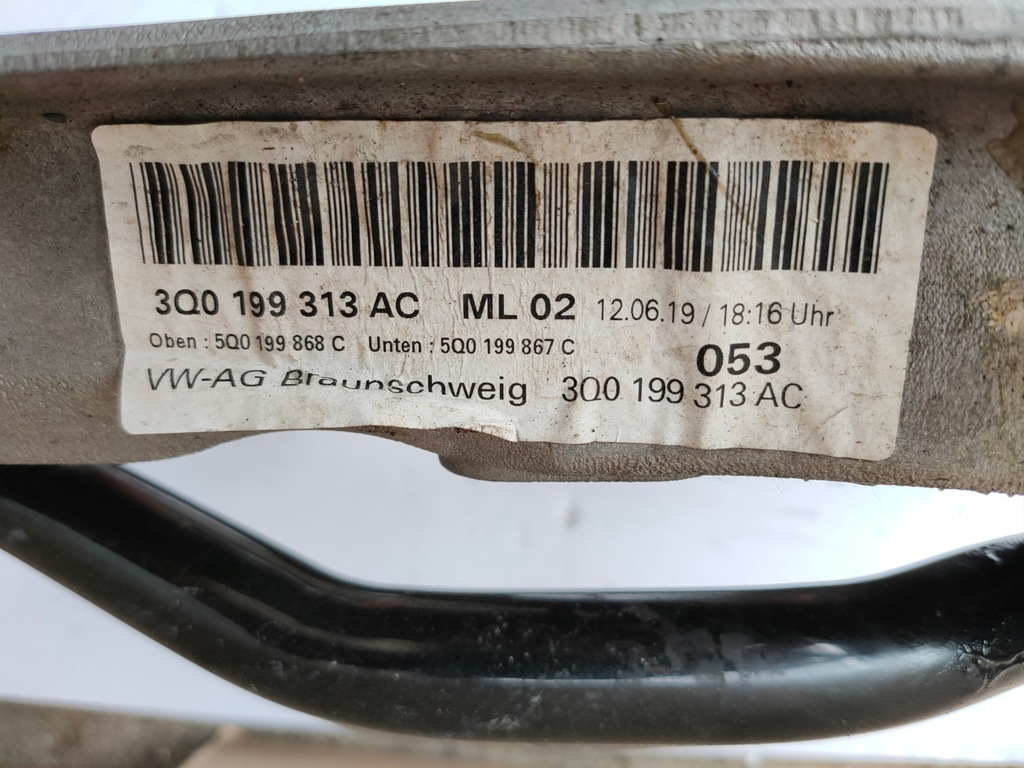 3Q0 199 313 AC ML 02 12.06.19 / 18:16 Uhr
Oben : 5Q0 199 868 C Unten : 5Q0 199 867 C
053
VW-AG Braunschweig 3Q0 199 313 AC